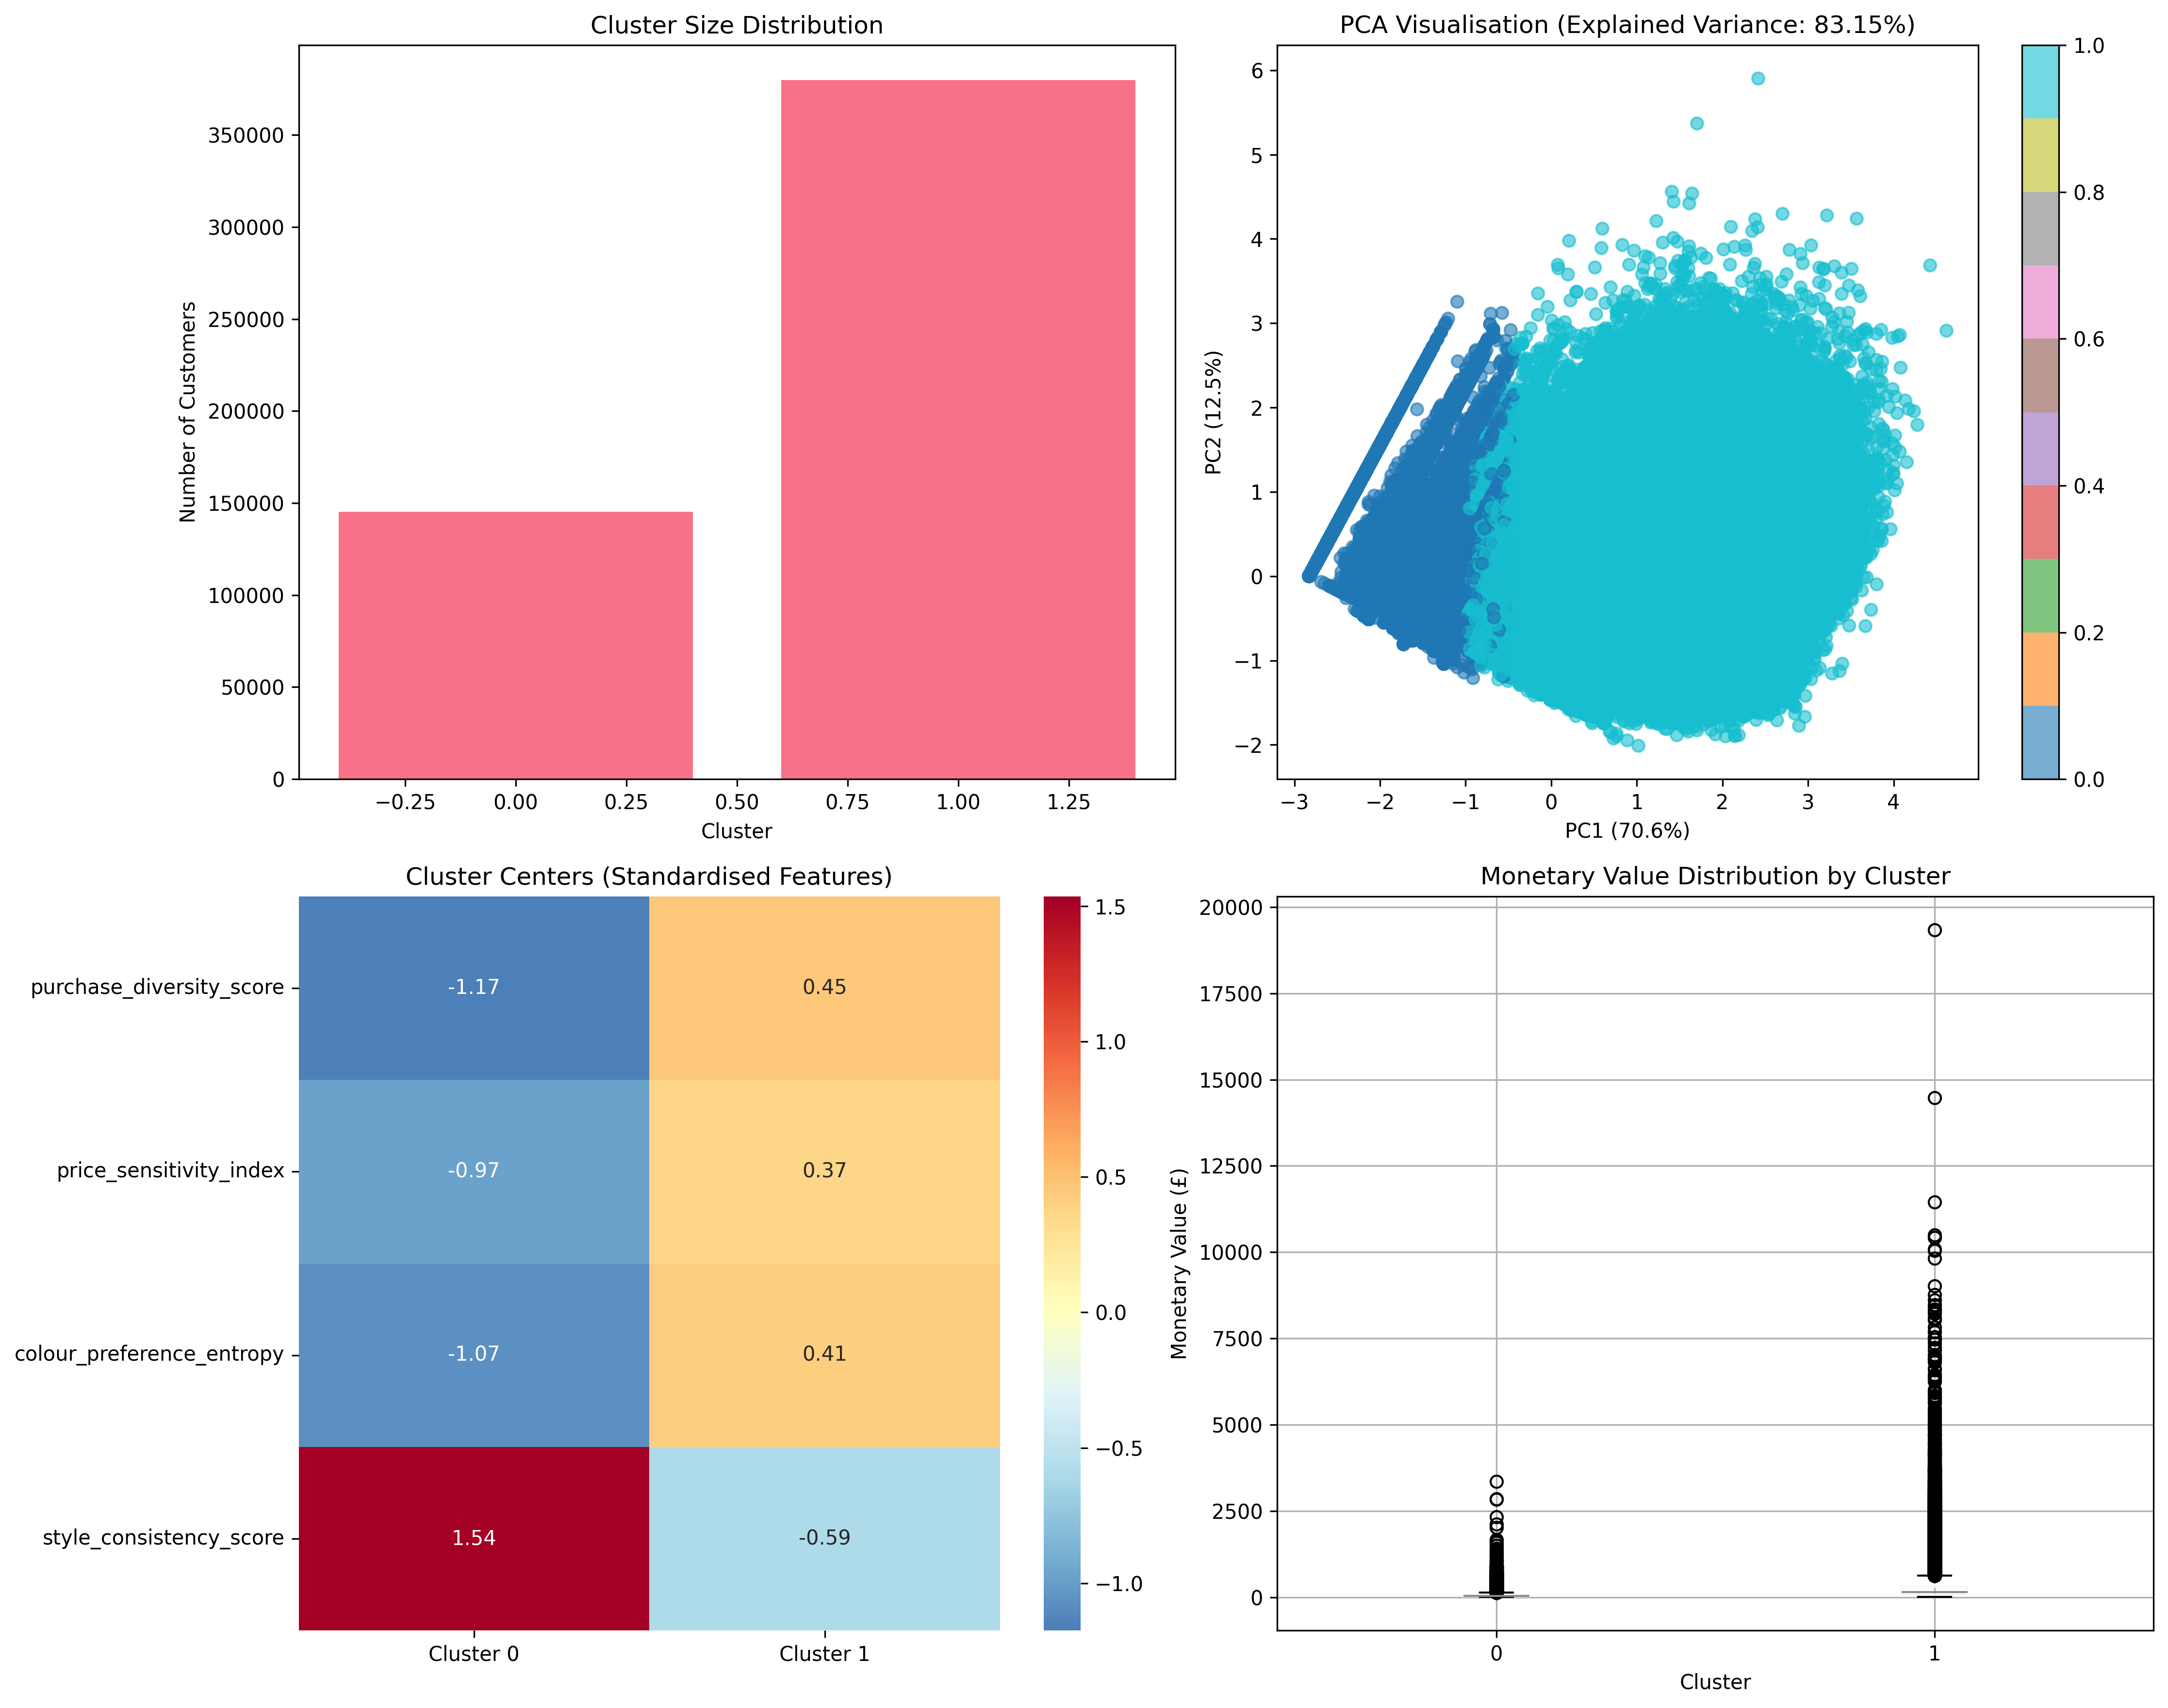 Cluster Size Distribution
350000
300000
250000
200000
150000
100000
50000
0
Number of Customers
−0.25 0.00 0.25 0.50 0.75 1.00 1.25
Cluster
PCA Visualisation (Explained Variance: 83.15%)
6
5
4
3
2
1
0
−1
−2
PC2 (12.5%)
−3 −2 −1 0 1 2 3 4
PC1 (70.6%)
1.0
0.8
0.6
0.4
0.2
0.0
Cluster Centers (Standardised Features)
purchase_diversity_score -1.17 0.45
price_sensitivity_index -0.97 0.37
colour_preference_entropy -1.07 0.41
style_consistency_score 1.54 -0.59
Cluster 0 Cluster 1
1.5
1.0
0.5
0.0
−0.5
−1.0
Monetary Value Distribution by Cluster
20000
17500
15000
12500
10000
7500
5000
2500
0
Monetary Value (£)
0 1
Cluster